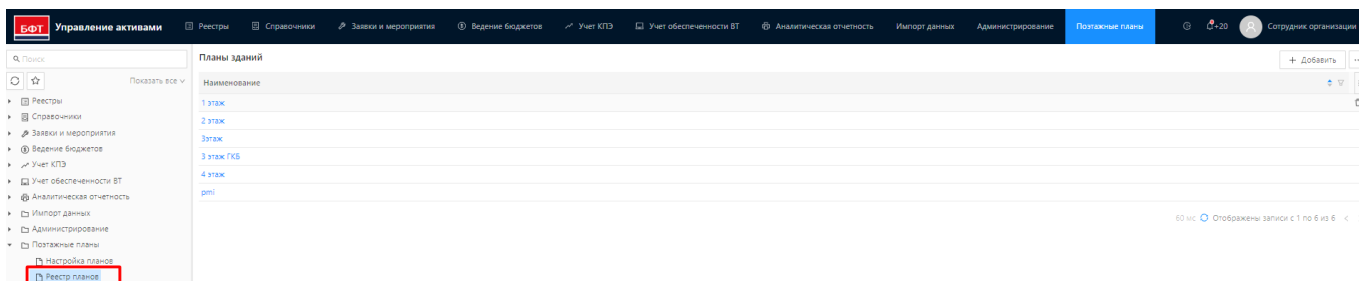 БФТ Управление активами Реестры Справочники Заявки и мероприятия Ведение бюджетов Учет КПЭ Учет обеспеченности ВТ Аналитическая отчетность Импорт данных Администрирование Поэтажные планы +20 Сотрудник организации
Поиск
Показать все
Реестры
Справочники
Заявки и мероприятия
Ведение бюджетов
Учет КПЭ
Учет обеспеченности ВТ
Аналитическая отчетность
Импорт данных
Администрирование
Поэтажные планы
Настройка планов
Реестр планов
Планы зданий
+ Добавить
Наименование
1 этаж
2 этаж
3этаж
3 этаж ГКБ
4 этаж
pmi
60 мс Отображены записи с 1 по 6 из 6 <